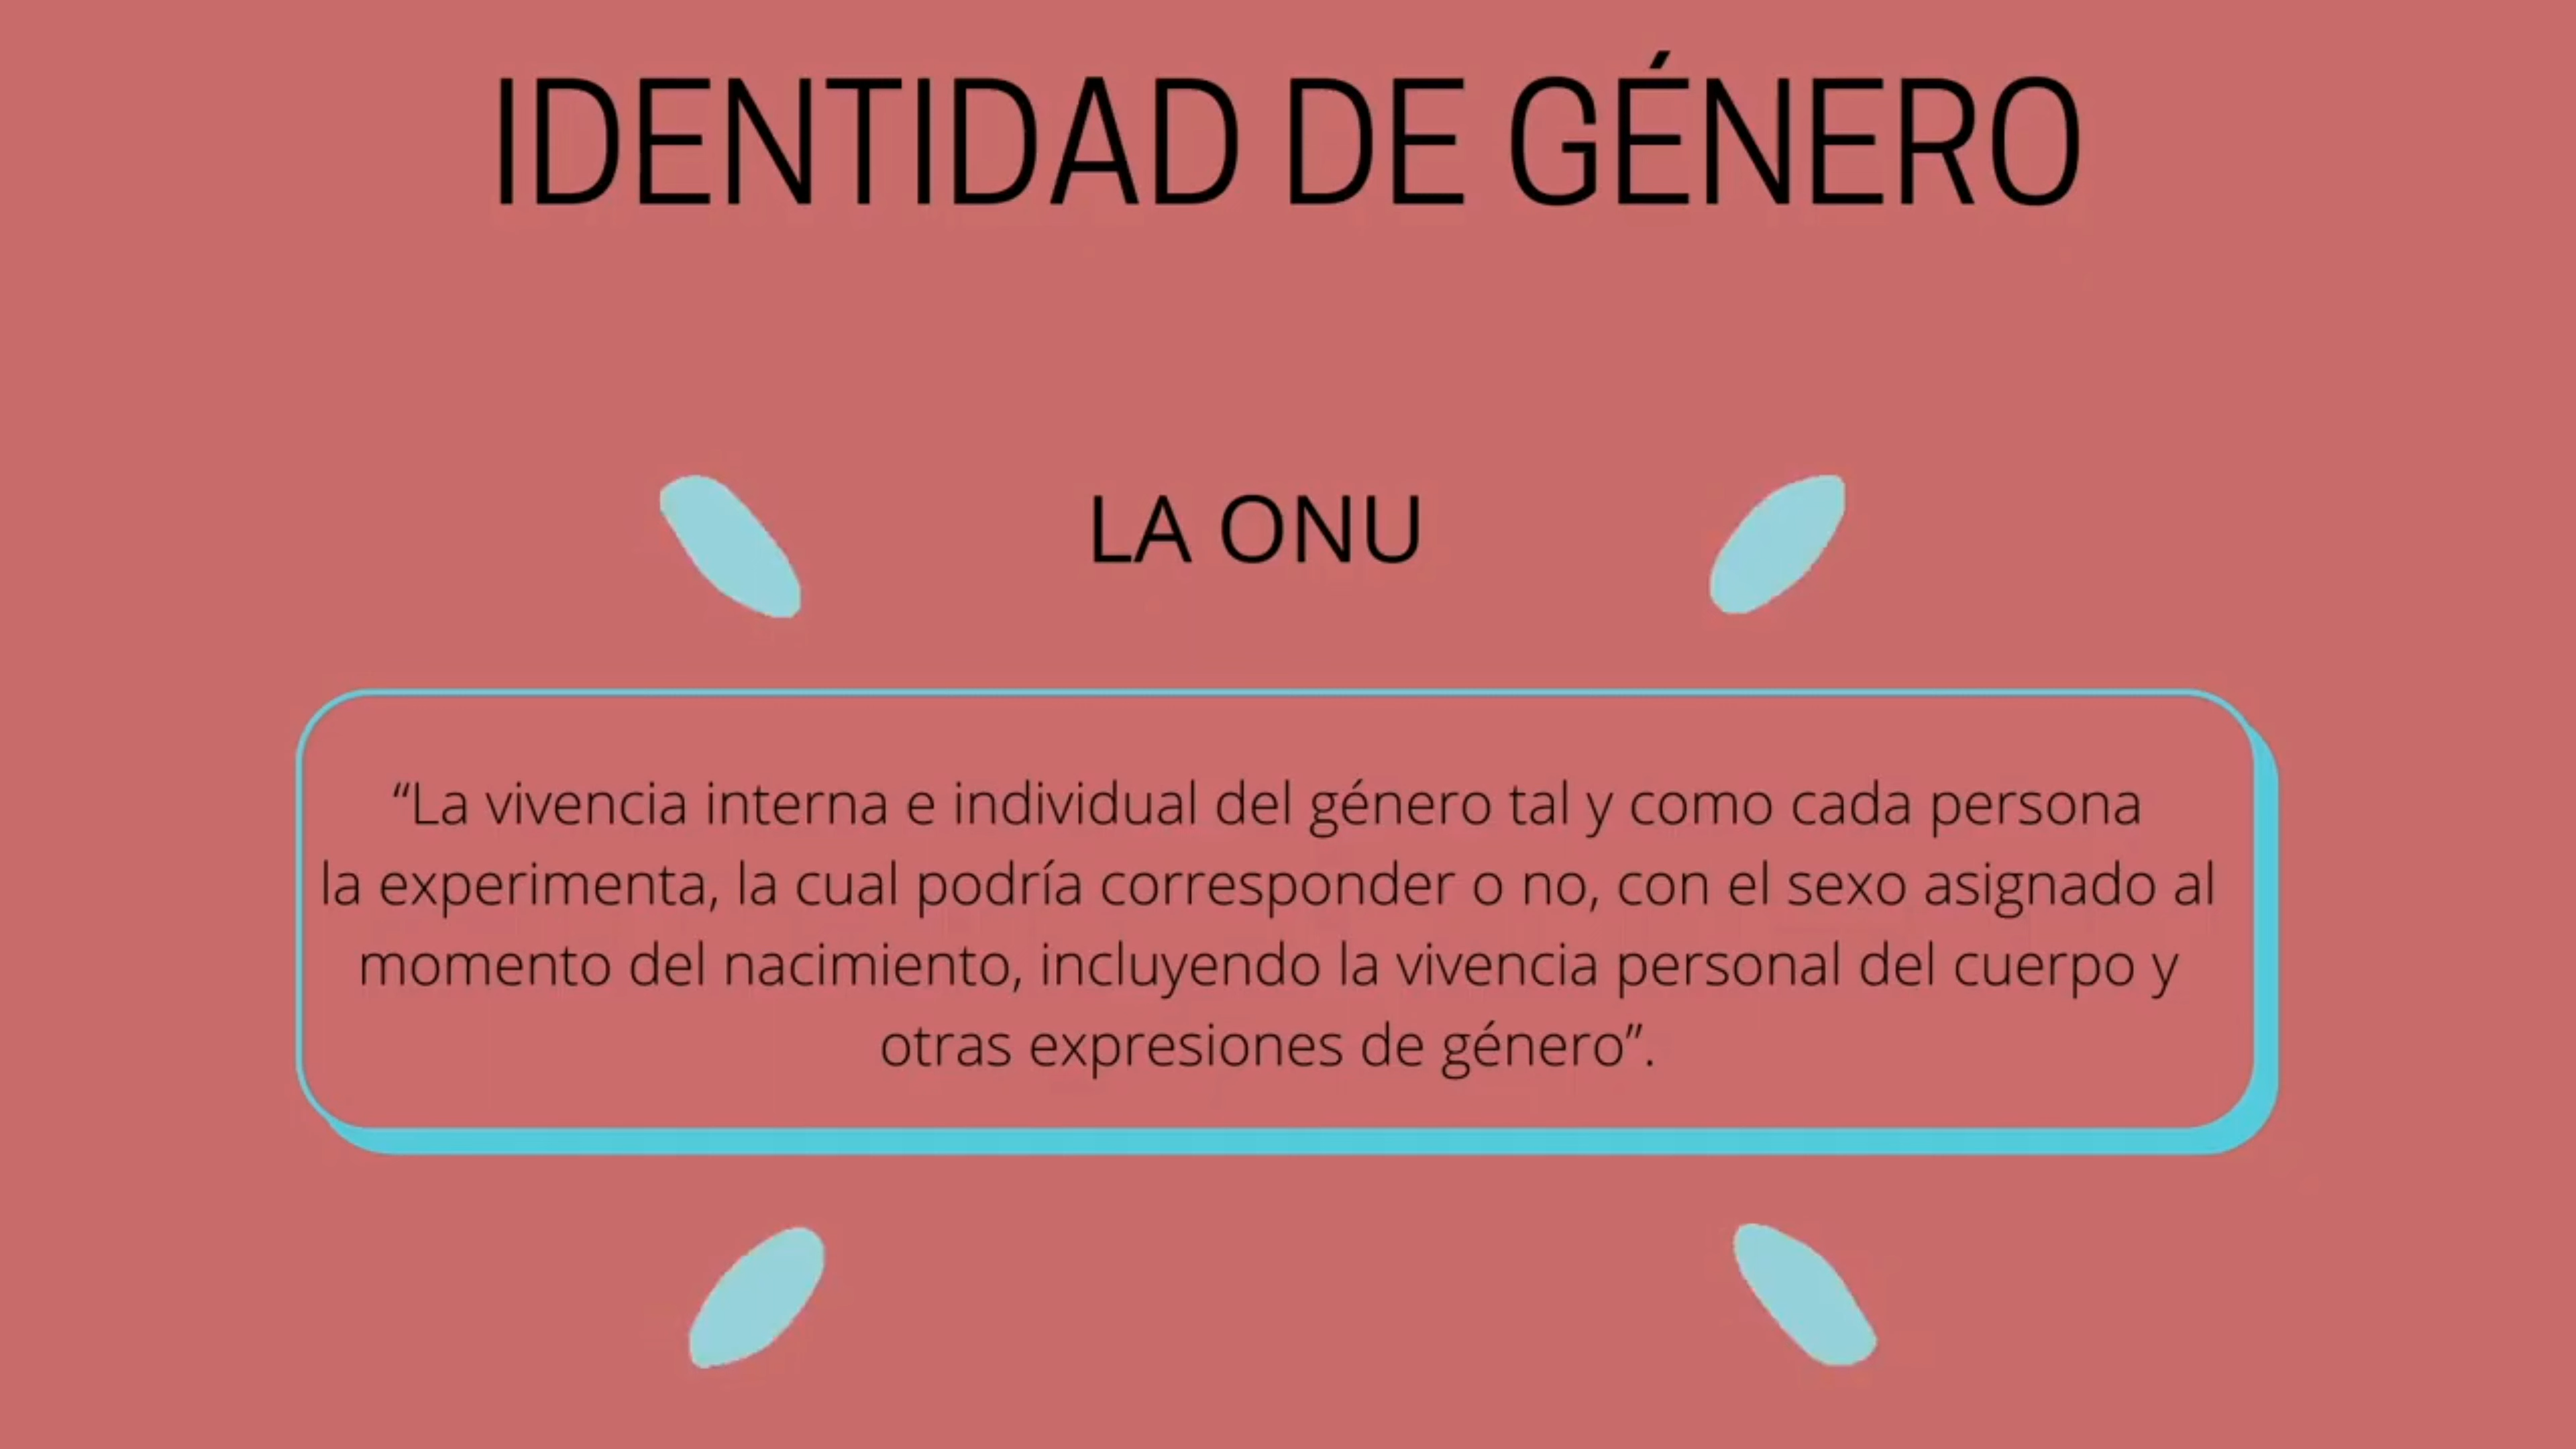 IDENTIDAD DE GÉNERO
LA ONU
“La vivencia interna e individual del género tal y como cada persona
la experimenta, la cual podría corresponder o no, con el sexo asignado al
momento del nacimiento, incluyendo la vivencia personal del cuerpo y
otras expresiones de género”.